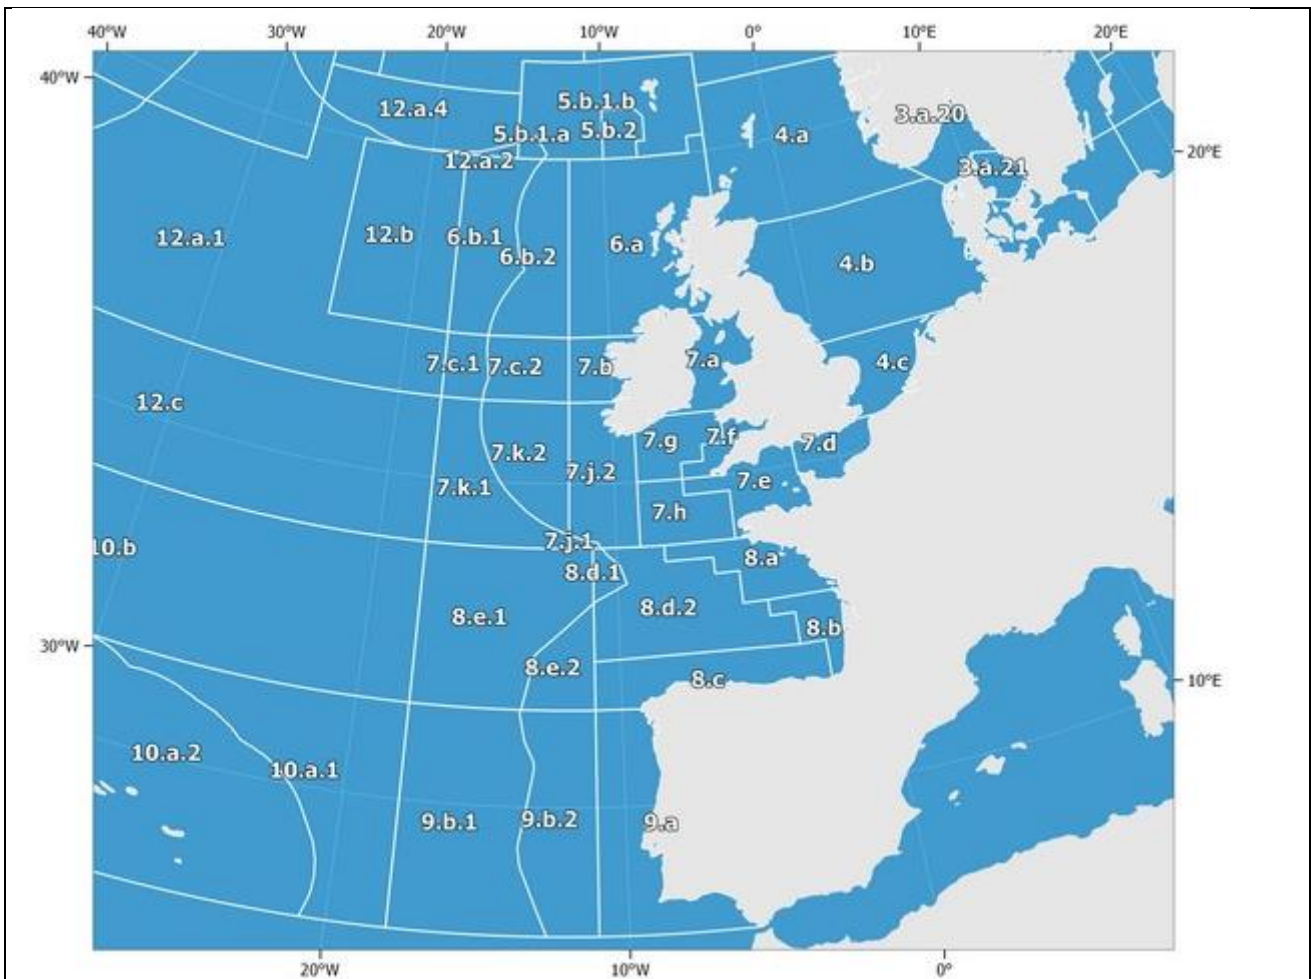 40°W 30°W 20°W 10°W 0° 10°E 20°E
40°W
5.b.1.b
12.a.4
3.a.20
5.b.1.a 5.b.2 4.a
20°E
12.a.2
3.a.21
12.a.1 12.b 6.b.1 6.a
6.b.2
4.b
7.c.1 7.c.2 7.b 7.a 4.c
12.c
7.g 7.f 7.d
7.k.2
7.j.2
7.k.1 7.e
7.h
10.b 7.j.1
8.a
8.d.1
8.e.1 8.d.2
8.b
30°W
8.e.2
8.c 10°E
10.a.2
10.a.1
9.b.1 9.b.2 9.a
20°W 10°W 0°